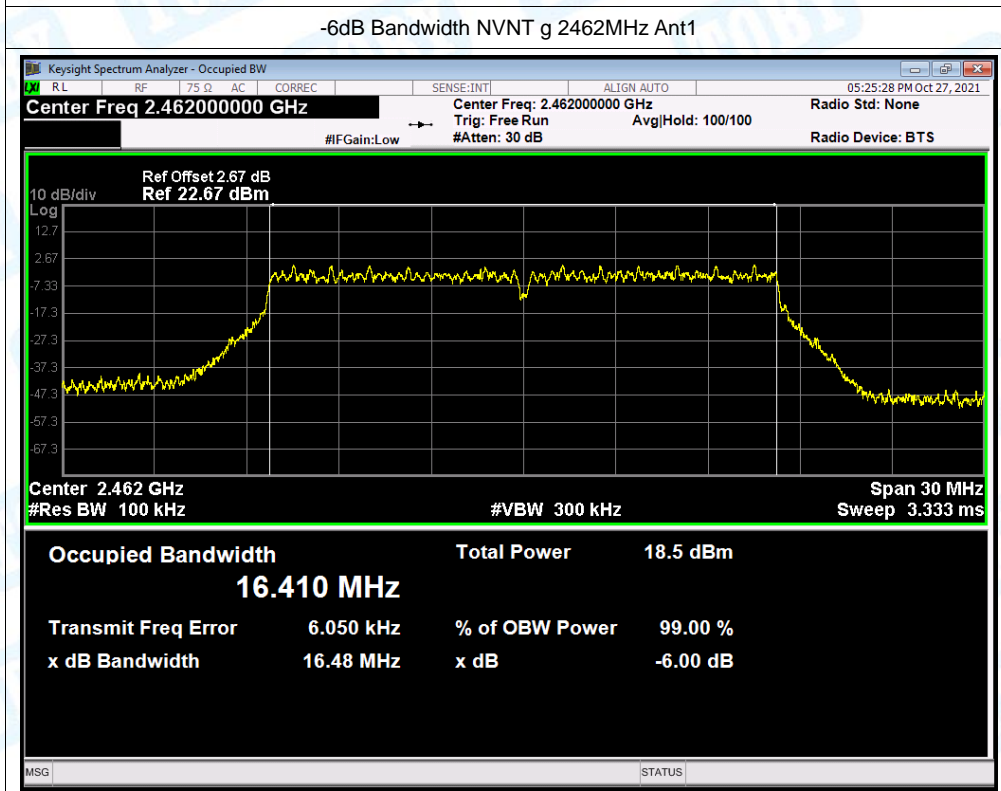 -6dB Bandwidth NVNT g 2462MHz Ant1
Keysight Spectrum Analyzer - Occupied BW
LXI RL RF 75 Ω AC CORREC SENSE:INT ALIGN AUTO 05:25:28 PM Oct 27, 2021
Center Freq 2.462000000 GHz Center Freq: 2.462000000 GHz Radio Std: None
Trig: Free Run Avg|Hold: 100/100
#IFGain:Low #Atten: 30 dB Radio Device: BTS
Ref Offset 2.67 dB
10 dB/div Ref 22.67 dBm
Log
12.7
2.67
-7.33
-17.3
-27.3
-37.3
-47.3
-57.3
-67.3
Center 2.462 GHz Span 30 MHz
#Res BW 100 kHz #VBW 300 kHz Sweep 3.333 ms
Occupied Bandwidth Total Power 18.5 dBm
16.410 MHz
Transmit Freq Error 6.050 kHz % of OBW Power 99.00 %
x dB Bandwidth 16.48 MHz x dB -6.00 dB
MSG STATUS